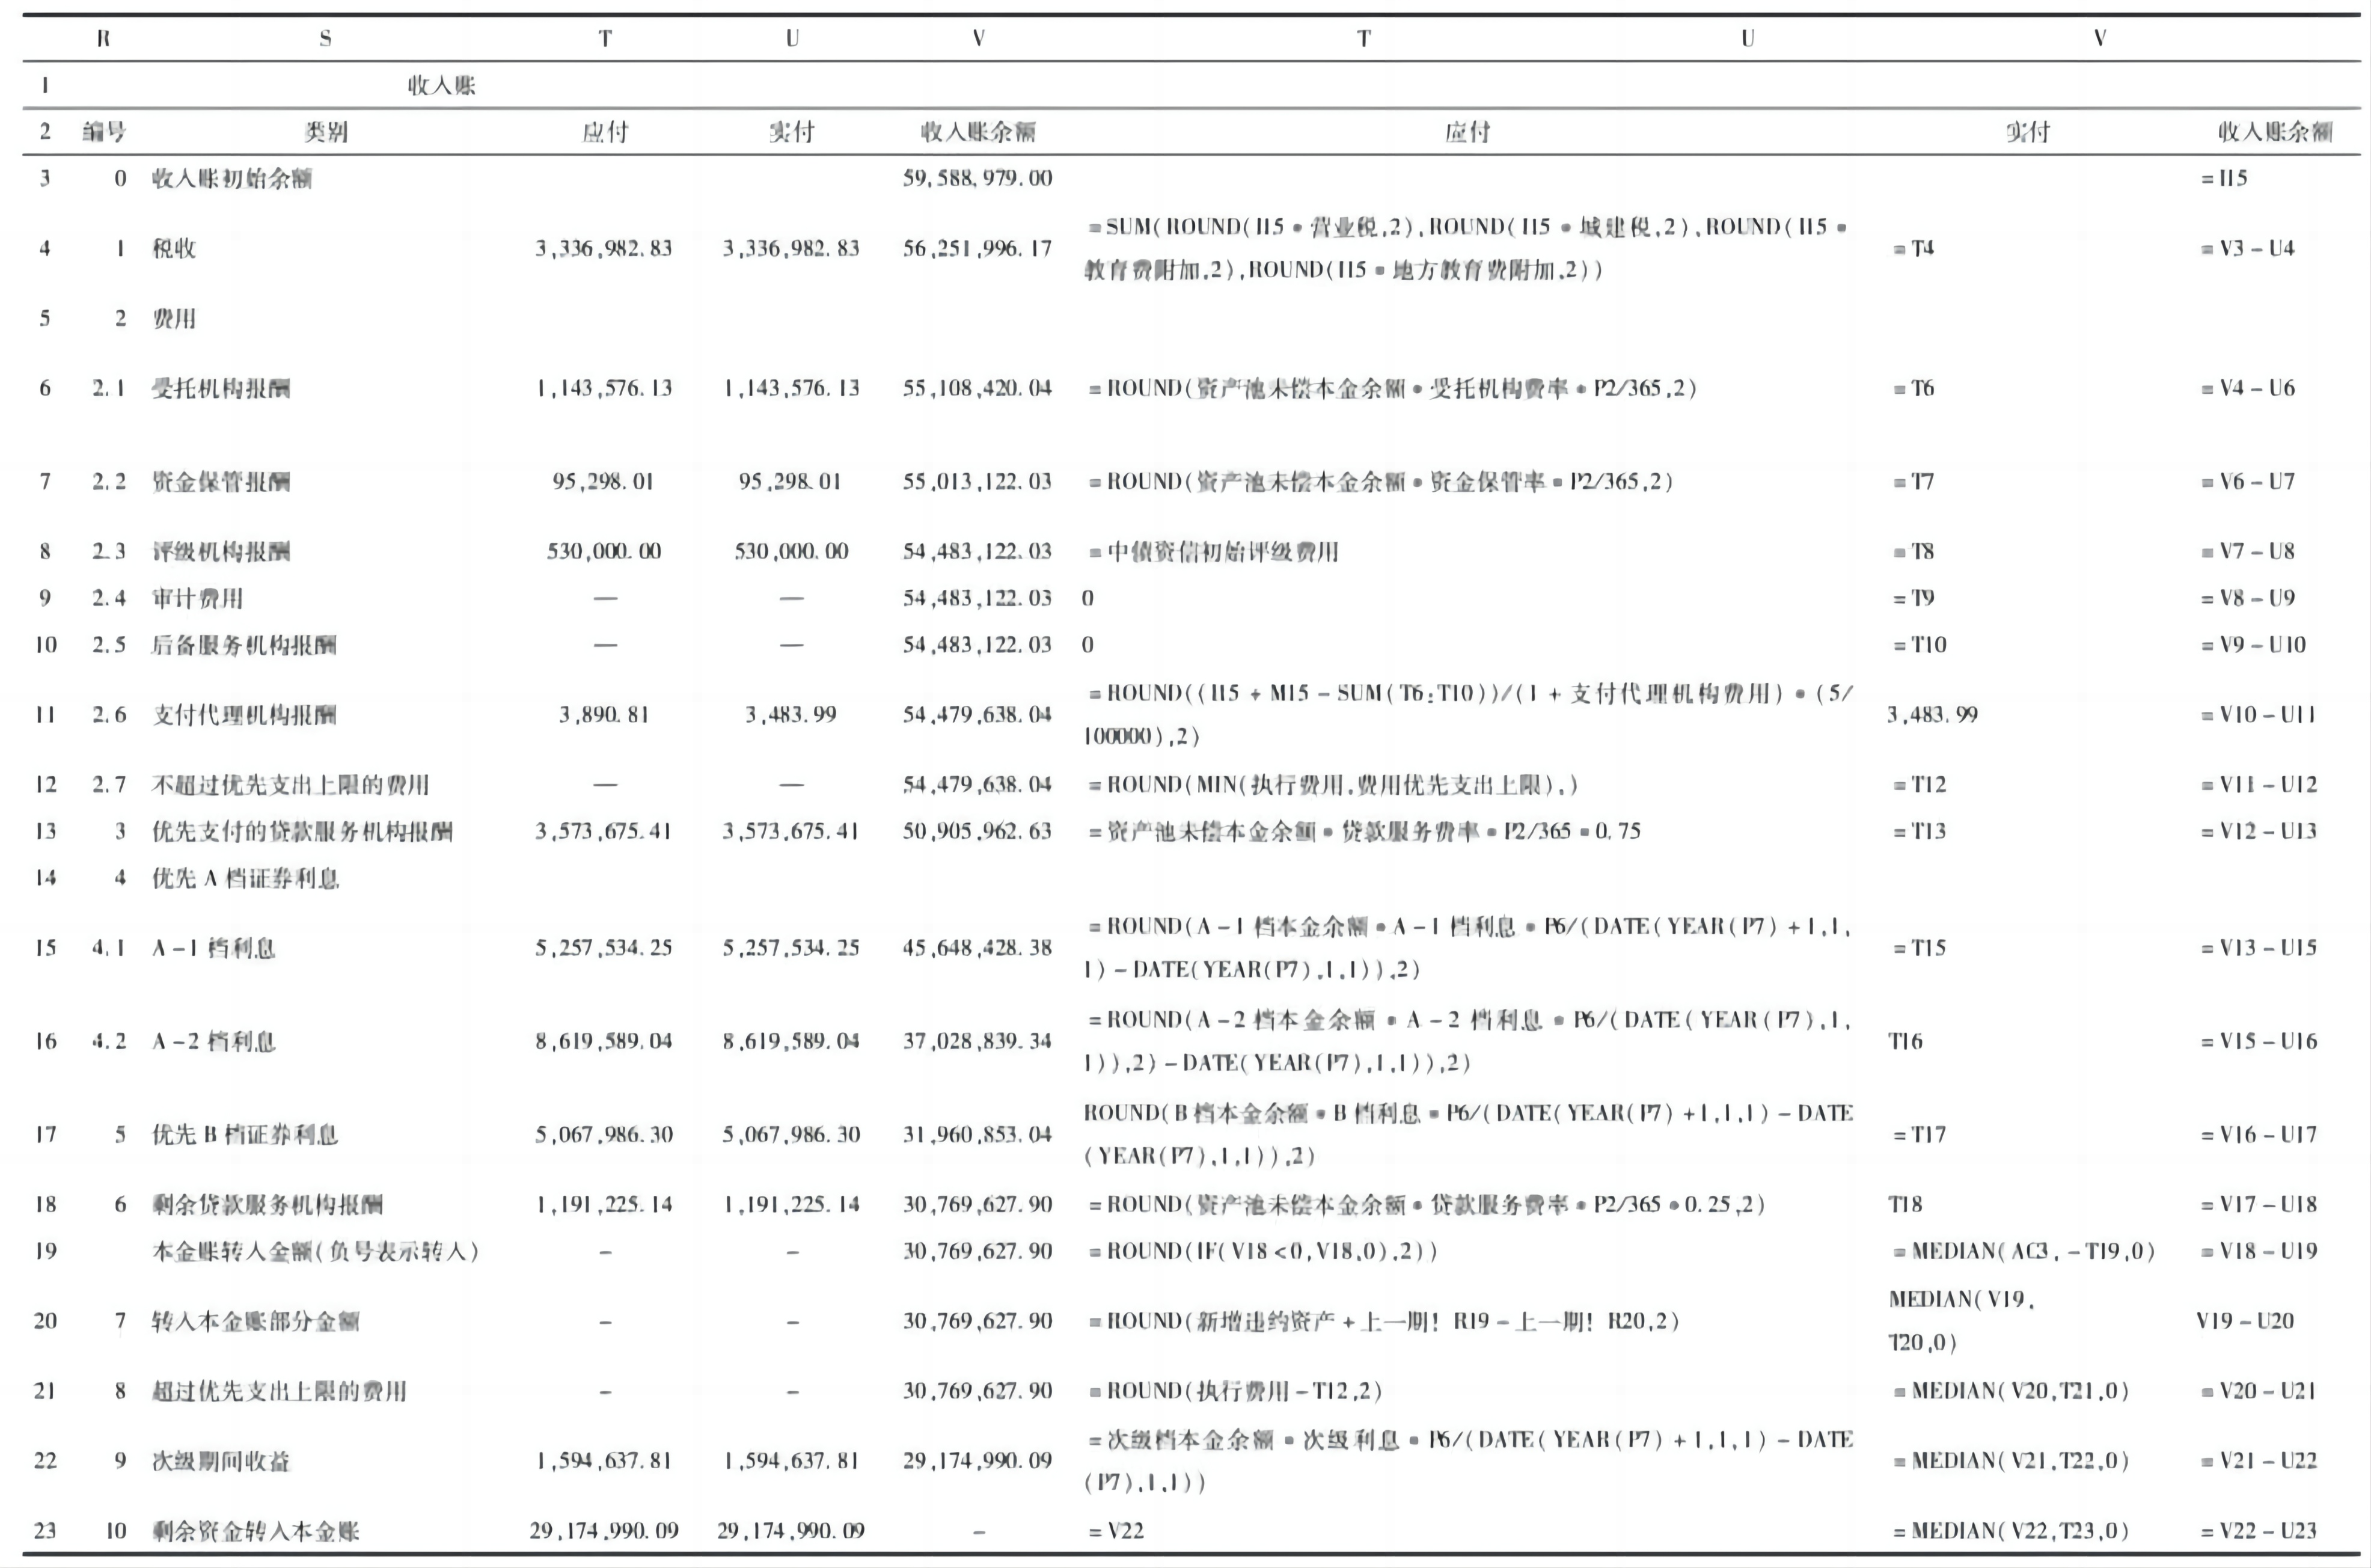 R S T U V T U V
1 收入账
2 编号 类别 应付 实付 收入账余额 应付 实付 收入账余额
3 0 收入账初始余额 59,588,979.00 =I15
=SUM(ROUND(I15*营业税,2),ROUND(I15*城建税,2),ROUND(I15*
4 1 税收 3,336,982.83 3,336,982.83 56,251,996.17 =T4 =V3-U4
教育费附加,2),ROUND(I15*地方教育费附加,2))
5 2 费用
6 2.1 受托机构报酬 1,143,576.13 1,143,576.13 55,108,420.04 =ROUND(资产池未偿本金余额*受托机构费率*P2/365,2) =T6 =V4-U6
7 2.2 资金保管报酬 95,298.01 95,298.01 55,013,122.03 =ROUND(资产池未偿本金余额*资金保管率*P2/365,2) =T7 =V6-U7
8 2.3 评级机构报酬 530,000.00 530,000.00 54,483,122.03 =中债资信初始评级费用 =T8 =V7-U8
9 2.4 审计费用 — — 54,483,122.03 0 =T9 =V8-U9
10 2.5 后备服务机构报酬 — — 54,483,122.03 0 =T10 =V9-U10
=ROUND((I15+M15-SUM(T6:T10))/(1+支付代理机构费用)*(5/
11 2.6 支付代理机构报酬 3,890.81 3,483.99 54,479,638.04 3,483.99 =V10-U11
100000),2)
12 2.7 不超过优先支出上限的费用 — — 54,479,638.04 =ROUND(MIN(执行费用,费用优先支出上限),) =T12 =V11-U12
13 3 优先支付的贷款服务机构报酬 3,573,675.41 3,573,675.41 50,905,962.63 =资产池未偿本金余额*贷款服务费率*P2/365*0.75 =T13 =V12-U13
14 4 优先A档证券利息
=ROUND(A-1档本金余额*A-1档利息*P6/(DATE(YEAR(P7)+1,1,
15 4.1 A-1档利息 5,257,534.25 5,257,534.25 45,648,428.38 =T15 =V13-U15
1)-DATE(YEAR(P7),1,1)),2)
=ROUND(A-2档本金余额*A-2档利息*P6/(DATE(YEAR(P7),1,
16 4.2 A-2档利息 8,619,589.04 8,619,589.04 37,028,839.34 T16 =V15-U16
1)),2)-DATE(YEAR(P7),1,1)),2)
ROUND(B档本金余额*B档利息*P6/(DATE(YEAR(P7)+1,1,1)-DATE
17 5 优先B档证券利息 5,067,986.30 5,067,986.30 31,960,853.04 =T17 =V16-U17
(YEAR(P7),1,1)),2)
18 6 剩余贷款服务机构报酬 1,191,225.14 1,191,225.14 30,769,627.90 =ROUND(资产池未偿本金余额*贷款服务费率*P2/365*0.25,2) T18 =V17-U18
19 本金账转入金额(负号表示转入) - - 30,769,627.90 =ROUND(IF(V18<0,V18,0),2)) =MEDIAN(AC3,-T19,0) =V18-U19
MEDIAN(V19,
20 7 转入本金账部分金额 - - 30,769,627.90 =ROUND(新增违约资产+上一期!R19-上一期!R20,2) V19-U20
T20,0)
21 8 超过优先支出上限的费用 - - 30,769,627.90 =ROUND(执行费用-T12,2) =MEDIAN(V20,T21,0) =V20-U21
=次级档本金余额*次级利息*P6/(DATE(YEAR(P7)+1,1,1)-DATE
22 9 次级期间收益 1,594,637.81 1,594,637.81 29,174,990.09 =MEDIAN(V21,T22,0) =V21-U22
(P7),1,1))
23 10 剩余资金转入本金账 29,174,990.09 29,174,990.09 - =V22 =MEDIAN(V22,T23,0) =V22-U23